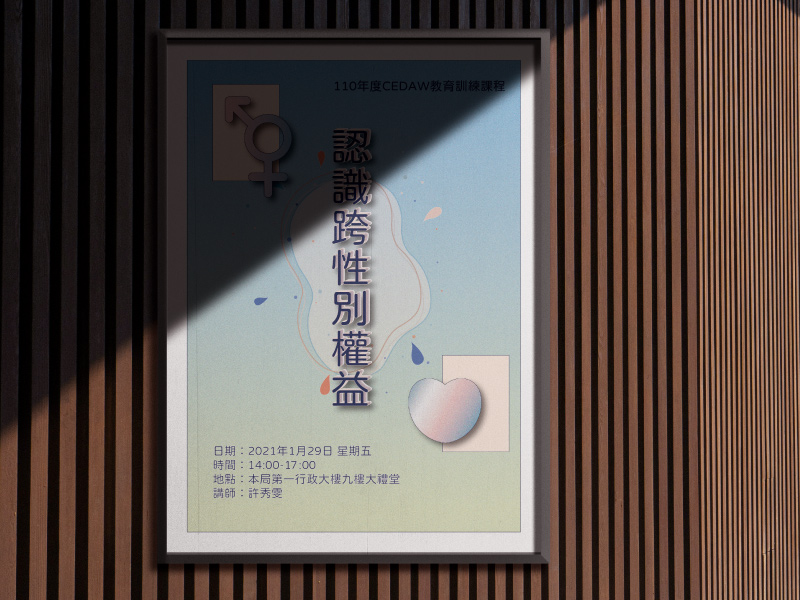 110年度CEDAW教育訓練課程
認識跨性別權益
日期：2021年1月29日 星期五
時間：14:00-17:00
地點：本局第一行政大樓九樓大禮堂
講師：許秀雯